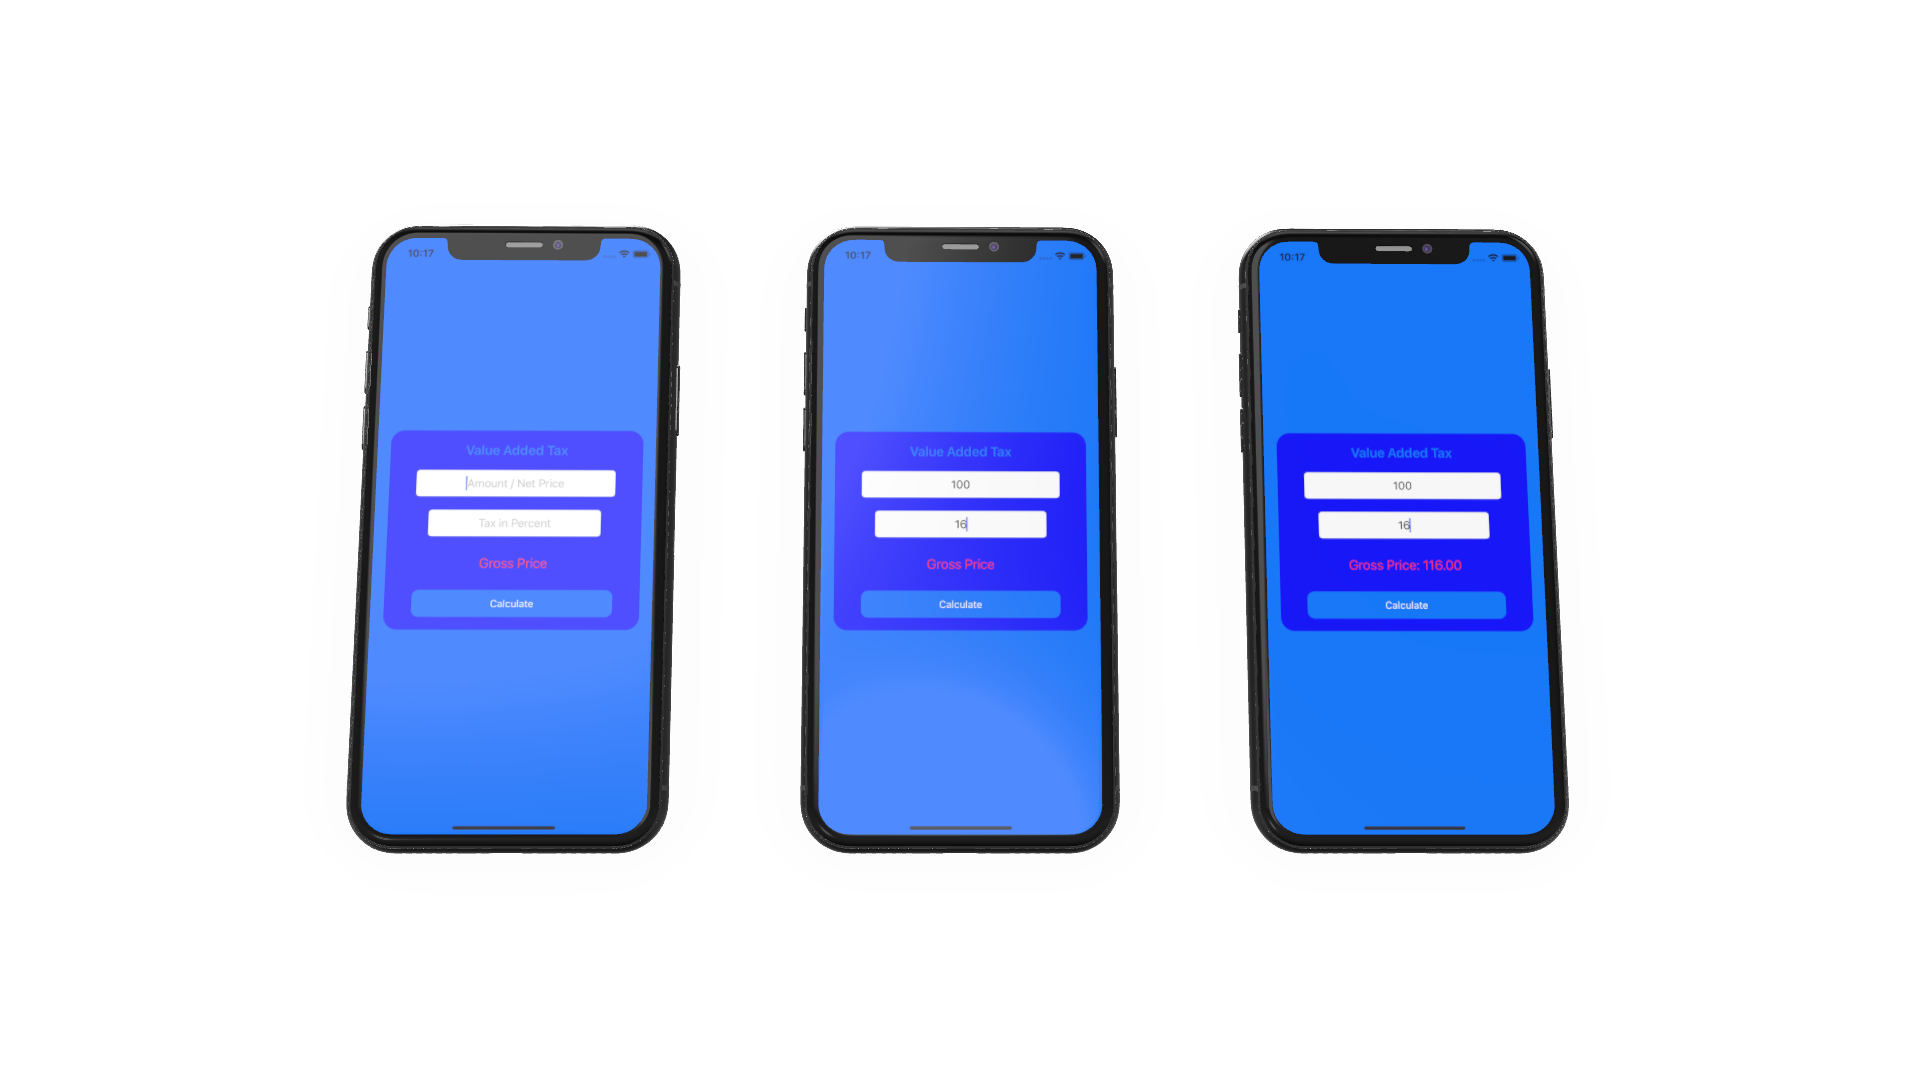 10:17
Value Added Tax
Amount / Net Price
Tax in Percent
Gross Price
Calculate
10:17
Value Added Tax
100
16
Gross Price
Calculate
10:17
Value Added Tax
100
16
Gross Price: 116.00
Calculate